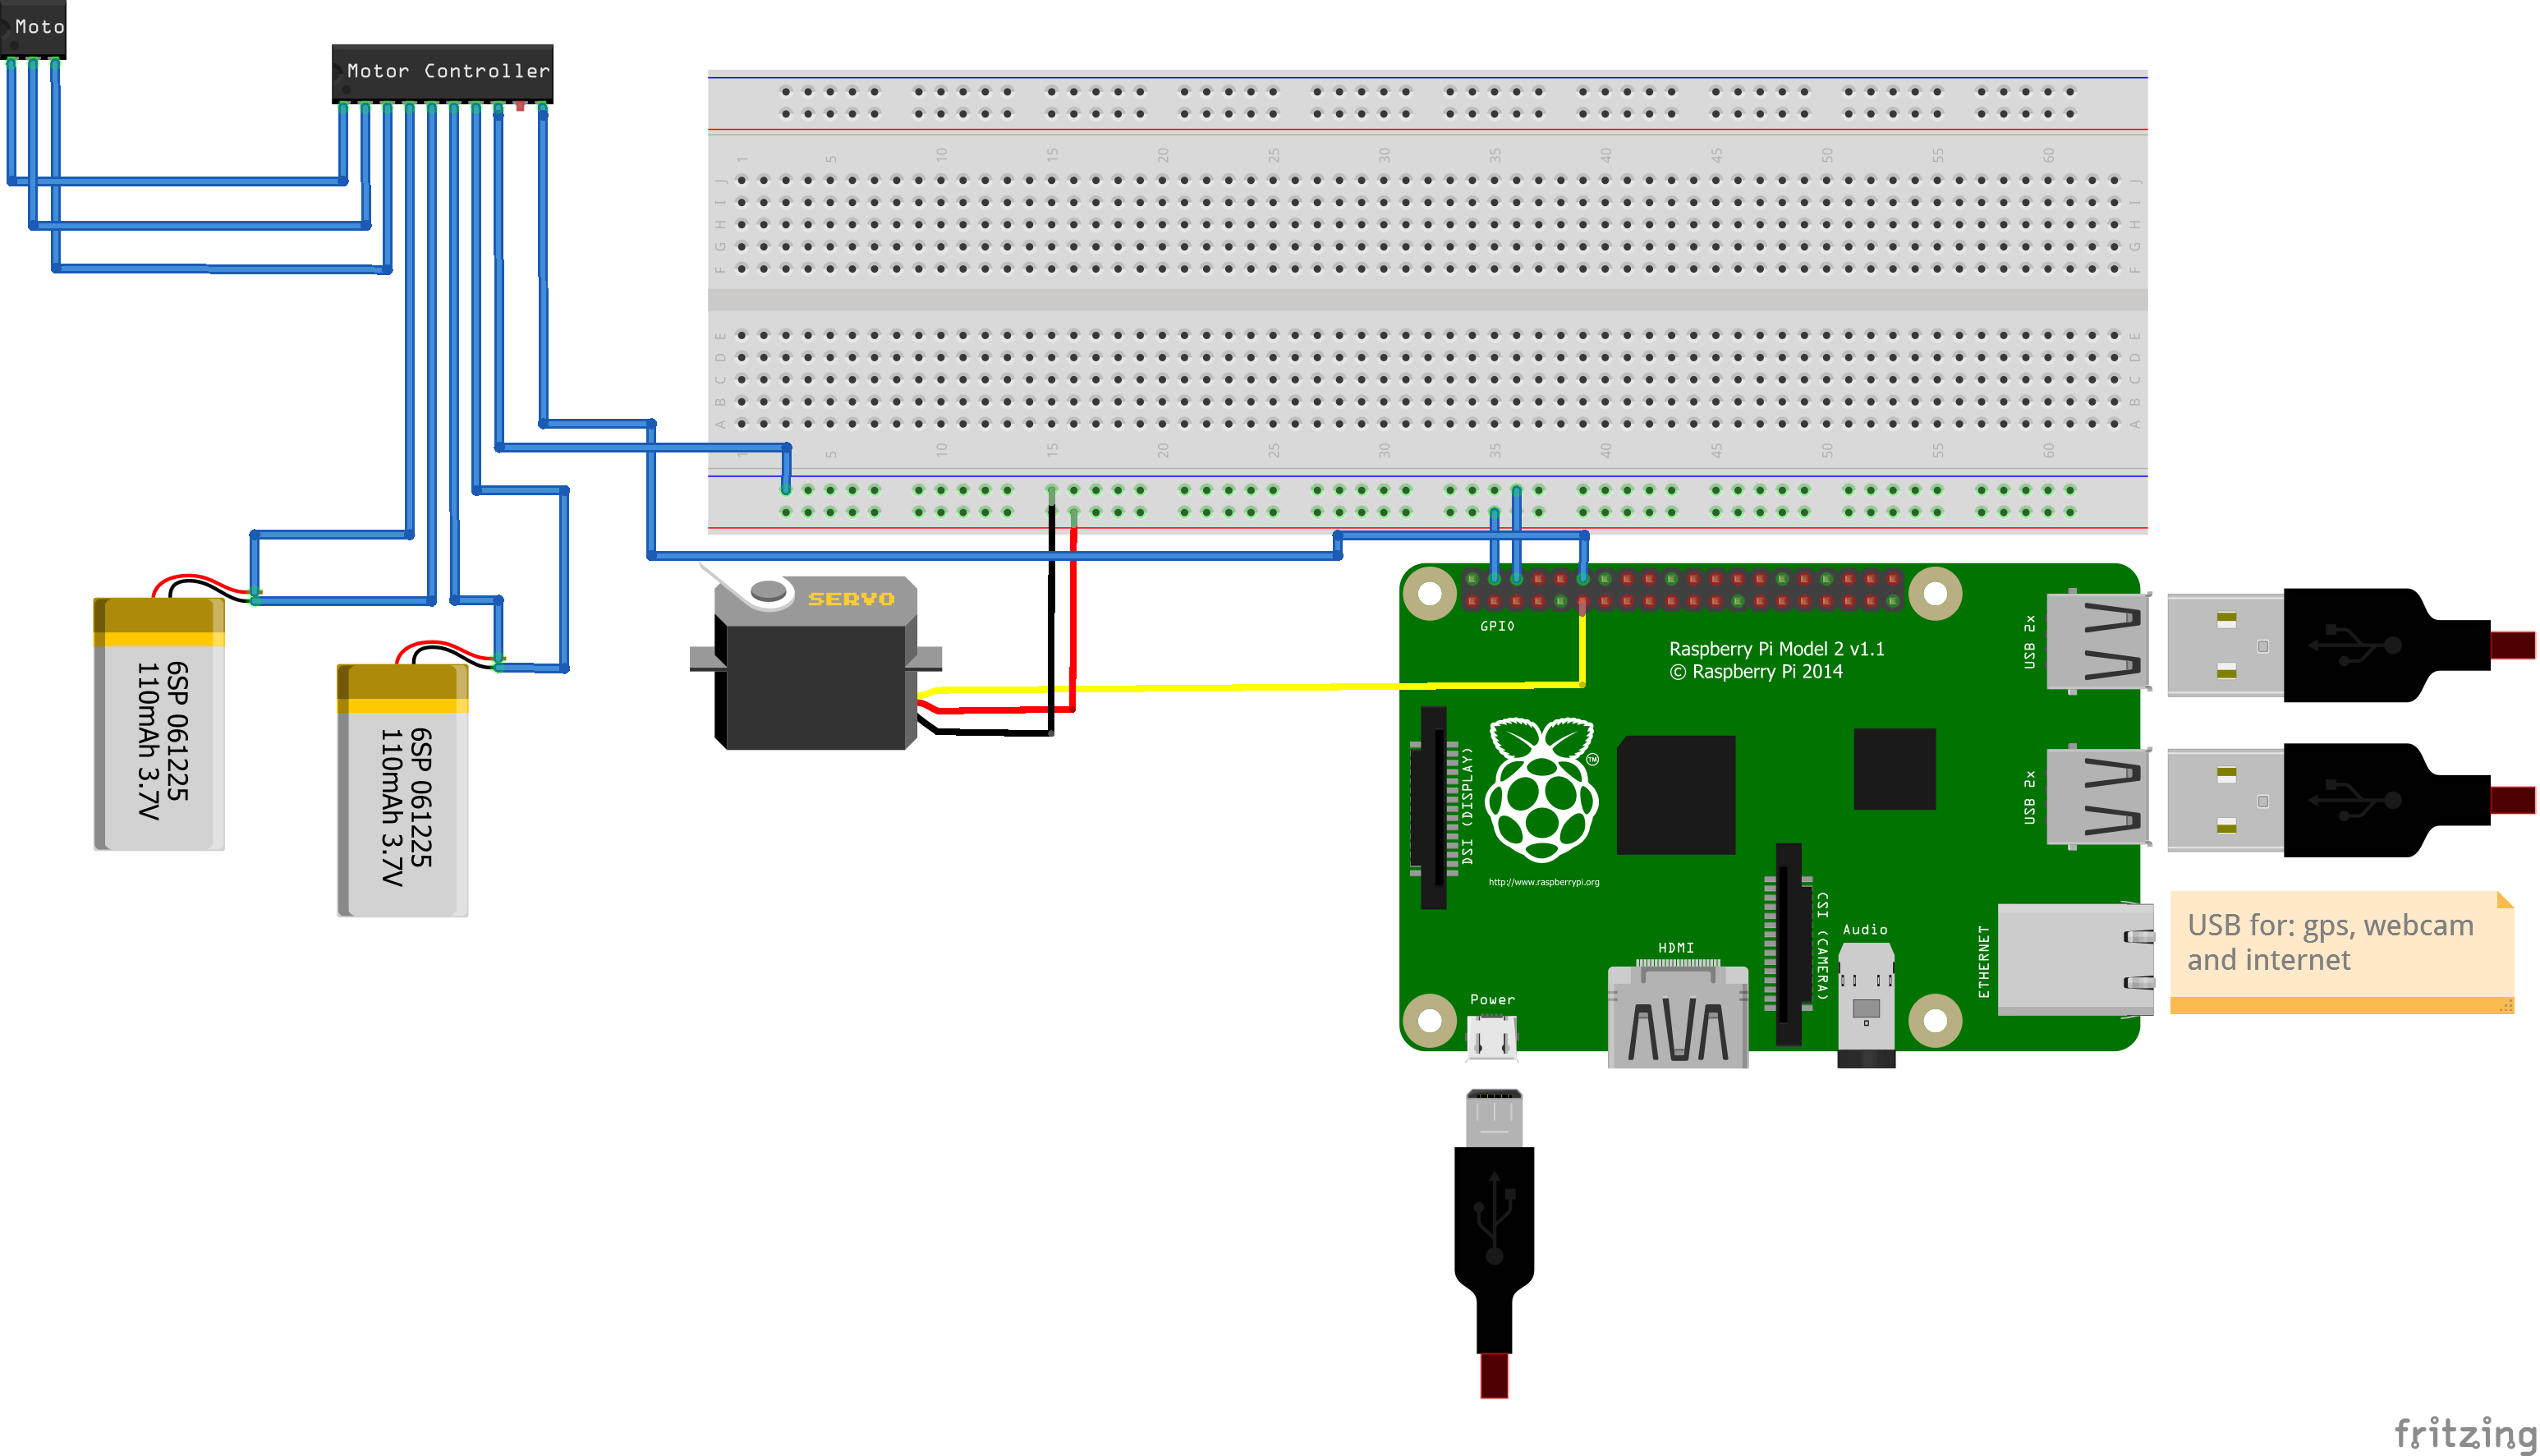 Moto
Motor Controller
1 5 10 15 20 25 30 35 40 45 50 55 60
J J
I I
H H
G G
F F
E E
D D
C C
B B
A A
1 5 10 15 20 25 30 35 40 45 50 55 60
SERVO
6SP 061225
110mAh 3.7V
6SP 061225
110mAh 3.7V
GPIO
Raspberry Pi Model 2 v1.1
© Raspberry Pi 2014
USB 2x
USB 2x
DSI (DISPLAY)
TM
http://www.raspberrypi.org
CSI (CAMERA)
Audio
HDMI
ETHERNET
Power
USB for: gps, webcam
and internet
fritzing